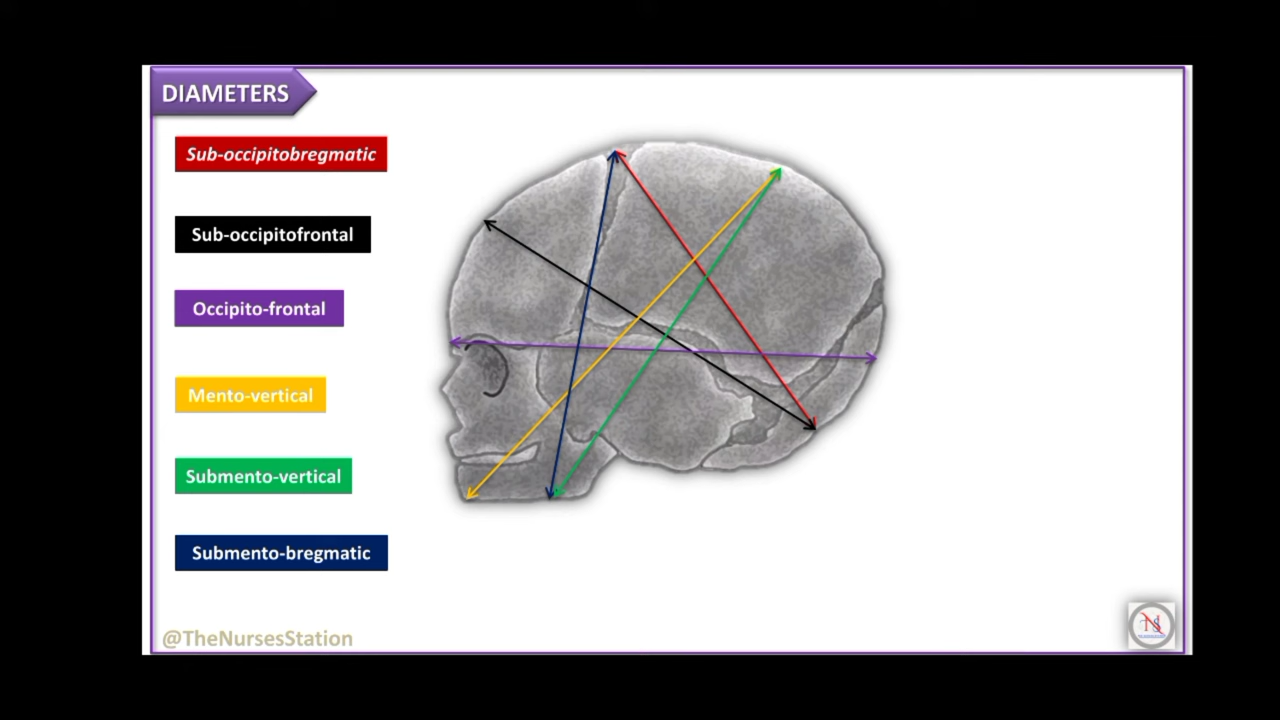 DIAMETERS
Sub-occipitobregmatic
Sub-occipitofrontal
Occipito-frontal
Mento-vertical
Submento-vertical
Submento-bregmatic
@TheNursesStation